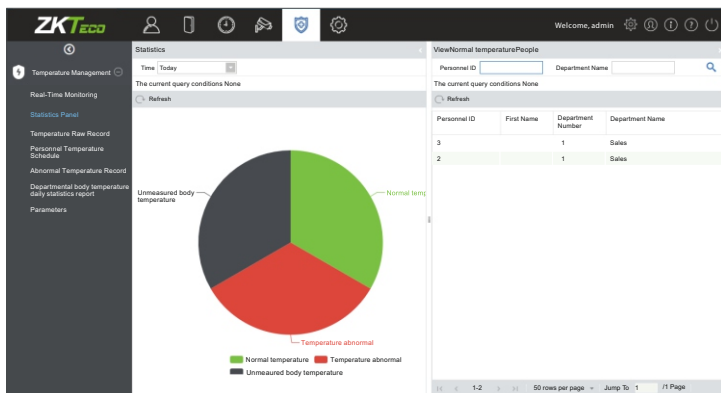 ZKTeco
Welcome, admin
Temperature Management
Real-Time Monitoring
Statistics Panel
Temperature Raw Record
Personnel Temperature
Schedule
Abnormal Temperature Record
Departmental body temperature
daily statistics report
Parameters
Statistics
Time Today
The current query conditions None
Refresh
Unmeasured body
temperature
Normal temp
Temperature abnormal
Normal temperature Temperature abnormal
Unmeaured body temperature
ViewNormal temperaturePeople
Personnel ID Department Name
The current query conditions None
Refresh
Personnel ID First Name Department
Number Department Name
3 1 Sales
2 1 Sales
1-2 50 rows per page Jump To 1 /1 Page